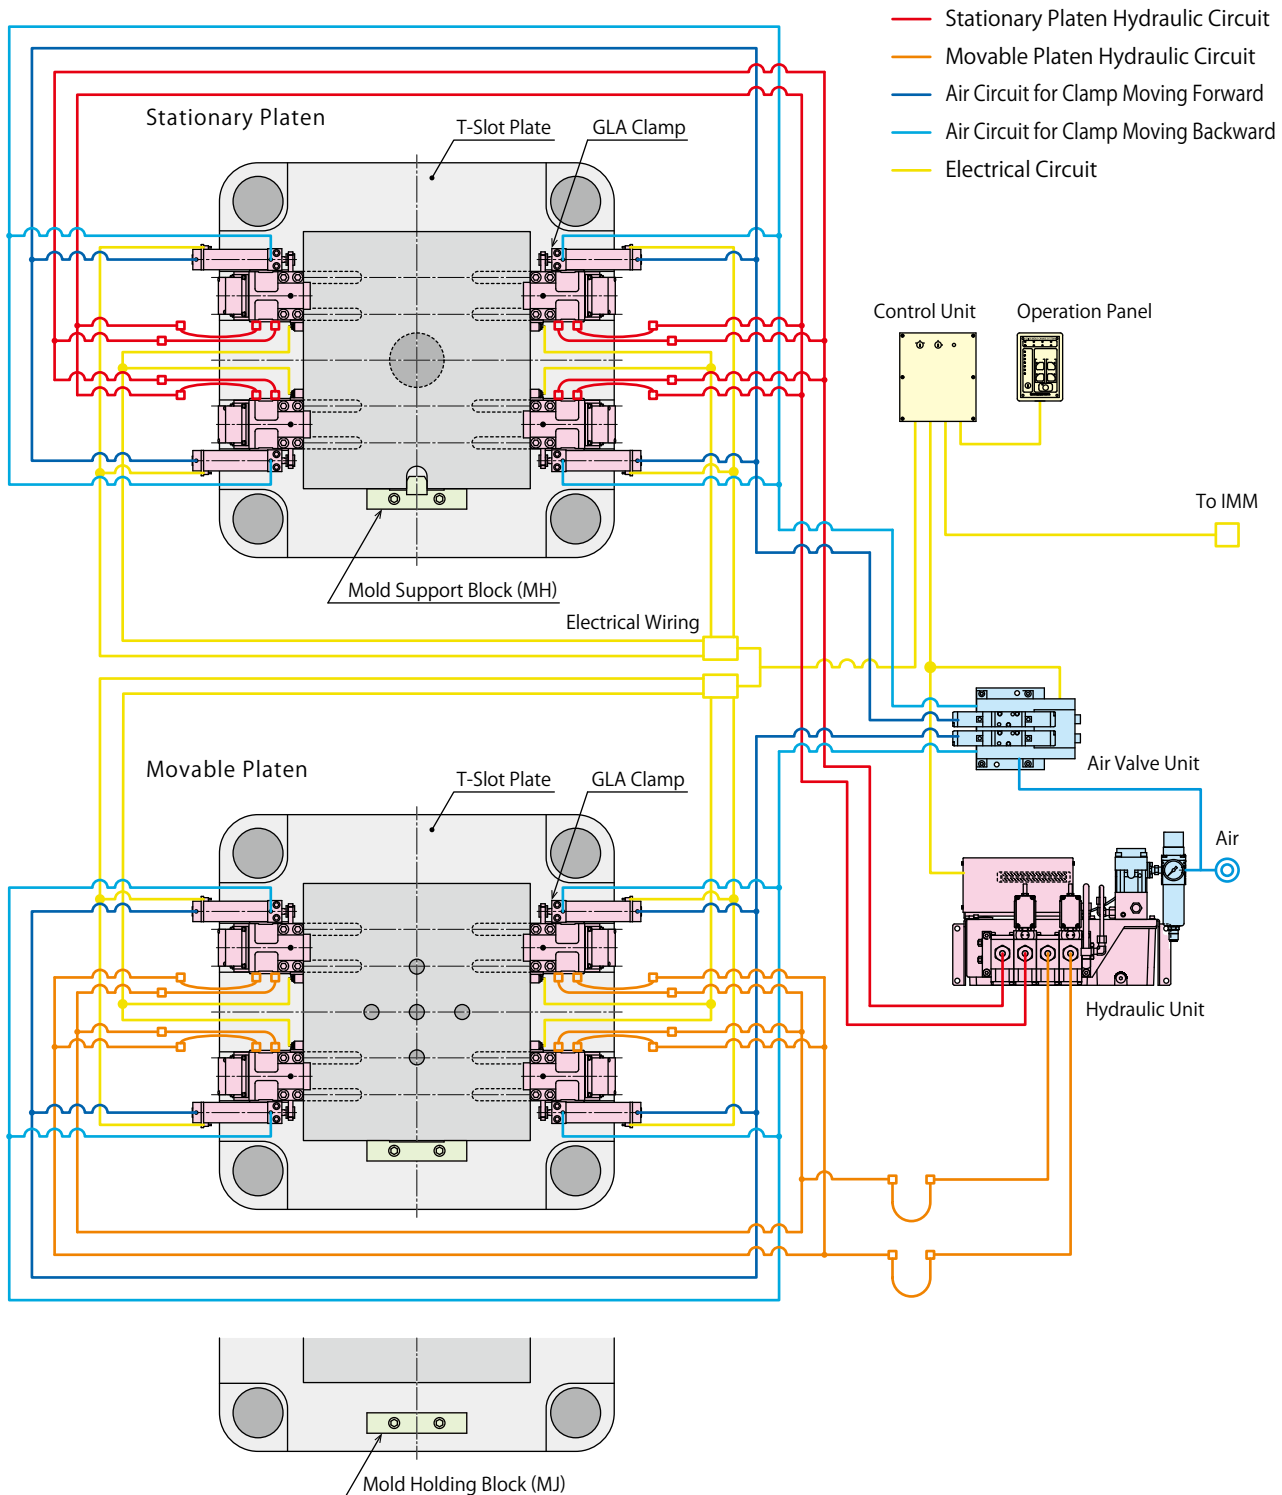 Stationary Platen Hydraulic Circuit
Movable Platen Hydraulic Circuit
Air Circuit for Clamp Moving Forward
Air Circuit for Clamp Moving Backward
Electrical Circuit
Stationary Platen
T-Slot Plate
GLA Clamp
Control Unit
Operation Panel
To IMM
Mold Support Block (MH)
Electrical Wiring
Air Valve Unit
Movable Platen
T-Slot Plate
GLA Clamp
Air
Hydraulic Unit
Mold Holding Block (MJ)